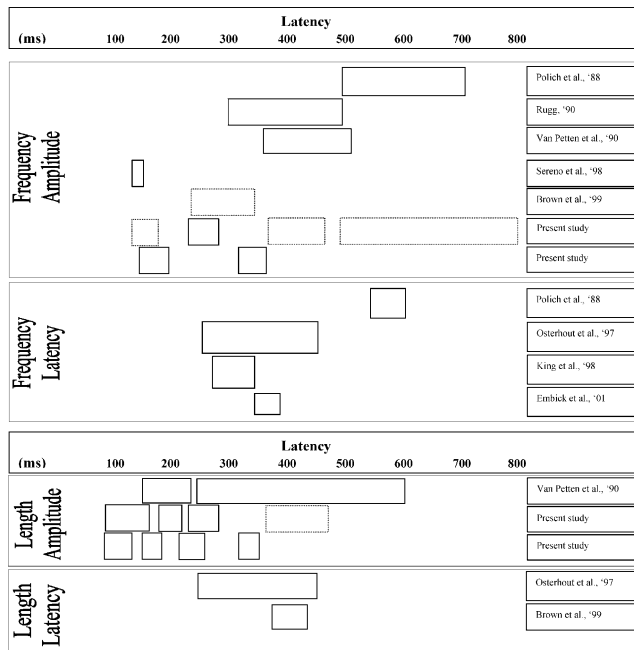 Latency
(ms) 100 200 300 400 500 600 700 800
Frequency
Amplitude
Polich et al., '88
Rugg, '90
Van Petten et al., '90
Sereno et al., '98
Brown et al., '99
Present study
Present study
Frequency
Latency
Polich et al., '88
Osterhout et al., '97
King et al., '98
Embick et al., '01
Latency
(ms) 100 200 300 400 500 600 700 800
Length
Amplitude
Van Petten et al., '90
Present study
Present study
Length
Latency
Osterhout et al., '97
Brown et al., '99